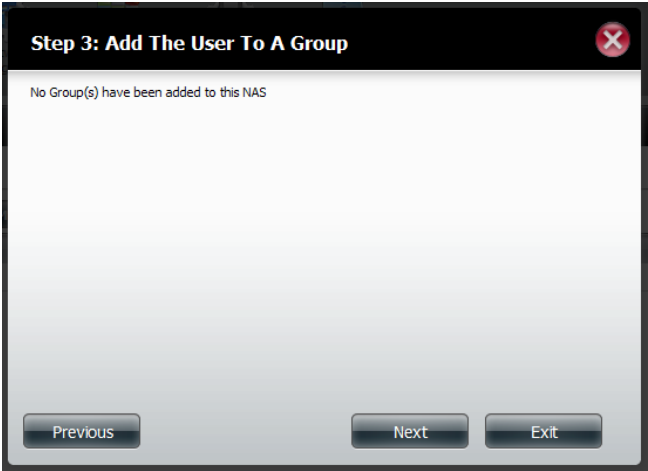 Step 3: Add The User To A Group
No Group(s) have been added to this NAS
Previous
Next
Exit